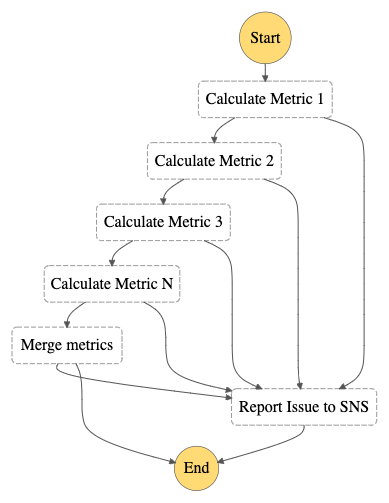 Start
Calculate Metric 1
Calculate Metric 2
Calculate Metric 3
Calculate Metric N
Merge metrics
Report Issue to SNS
End